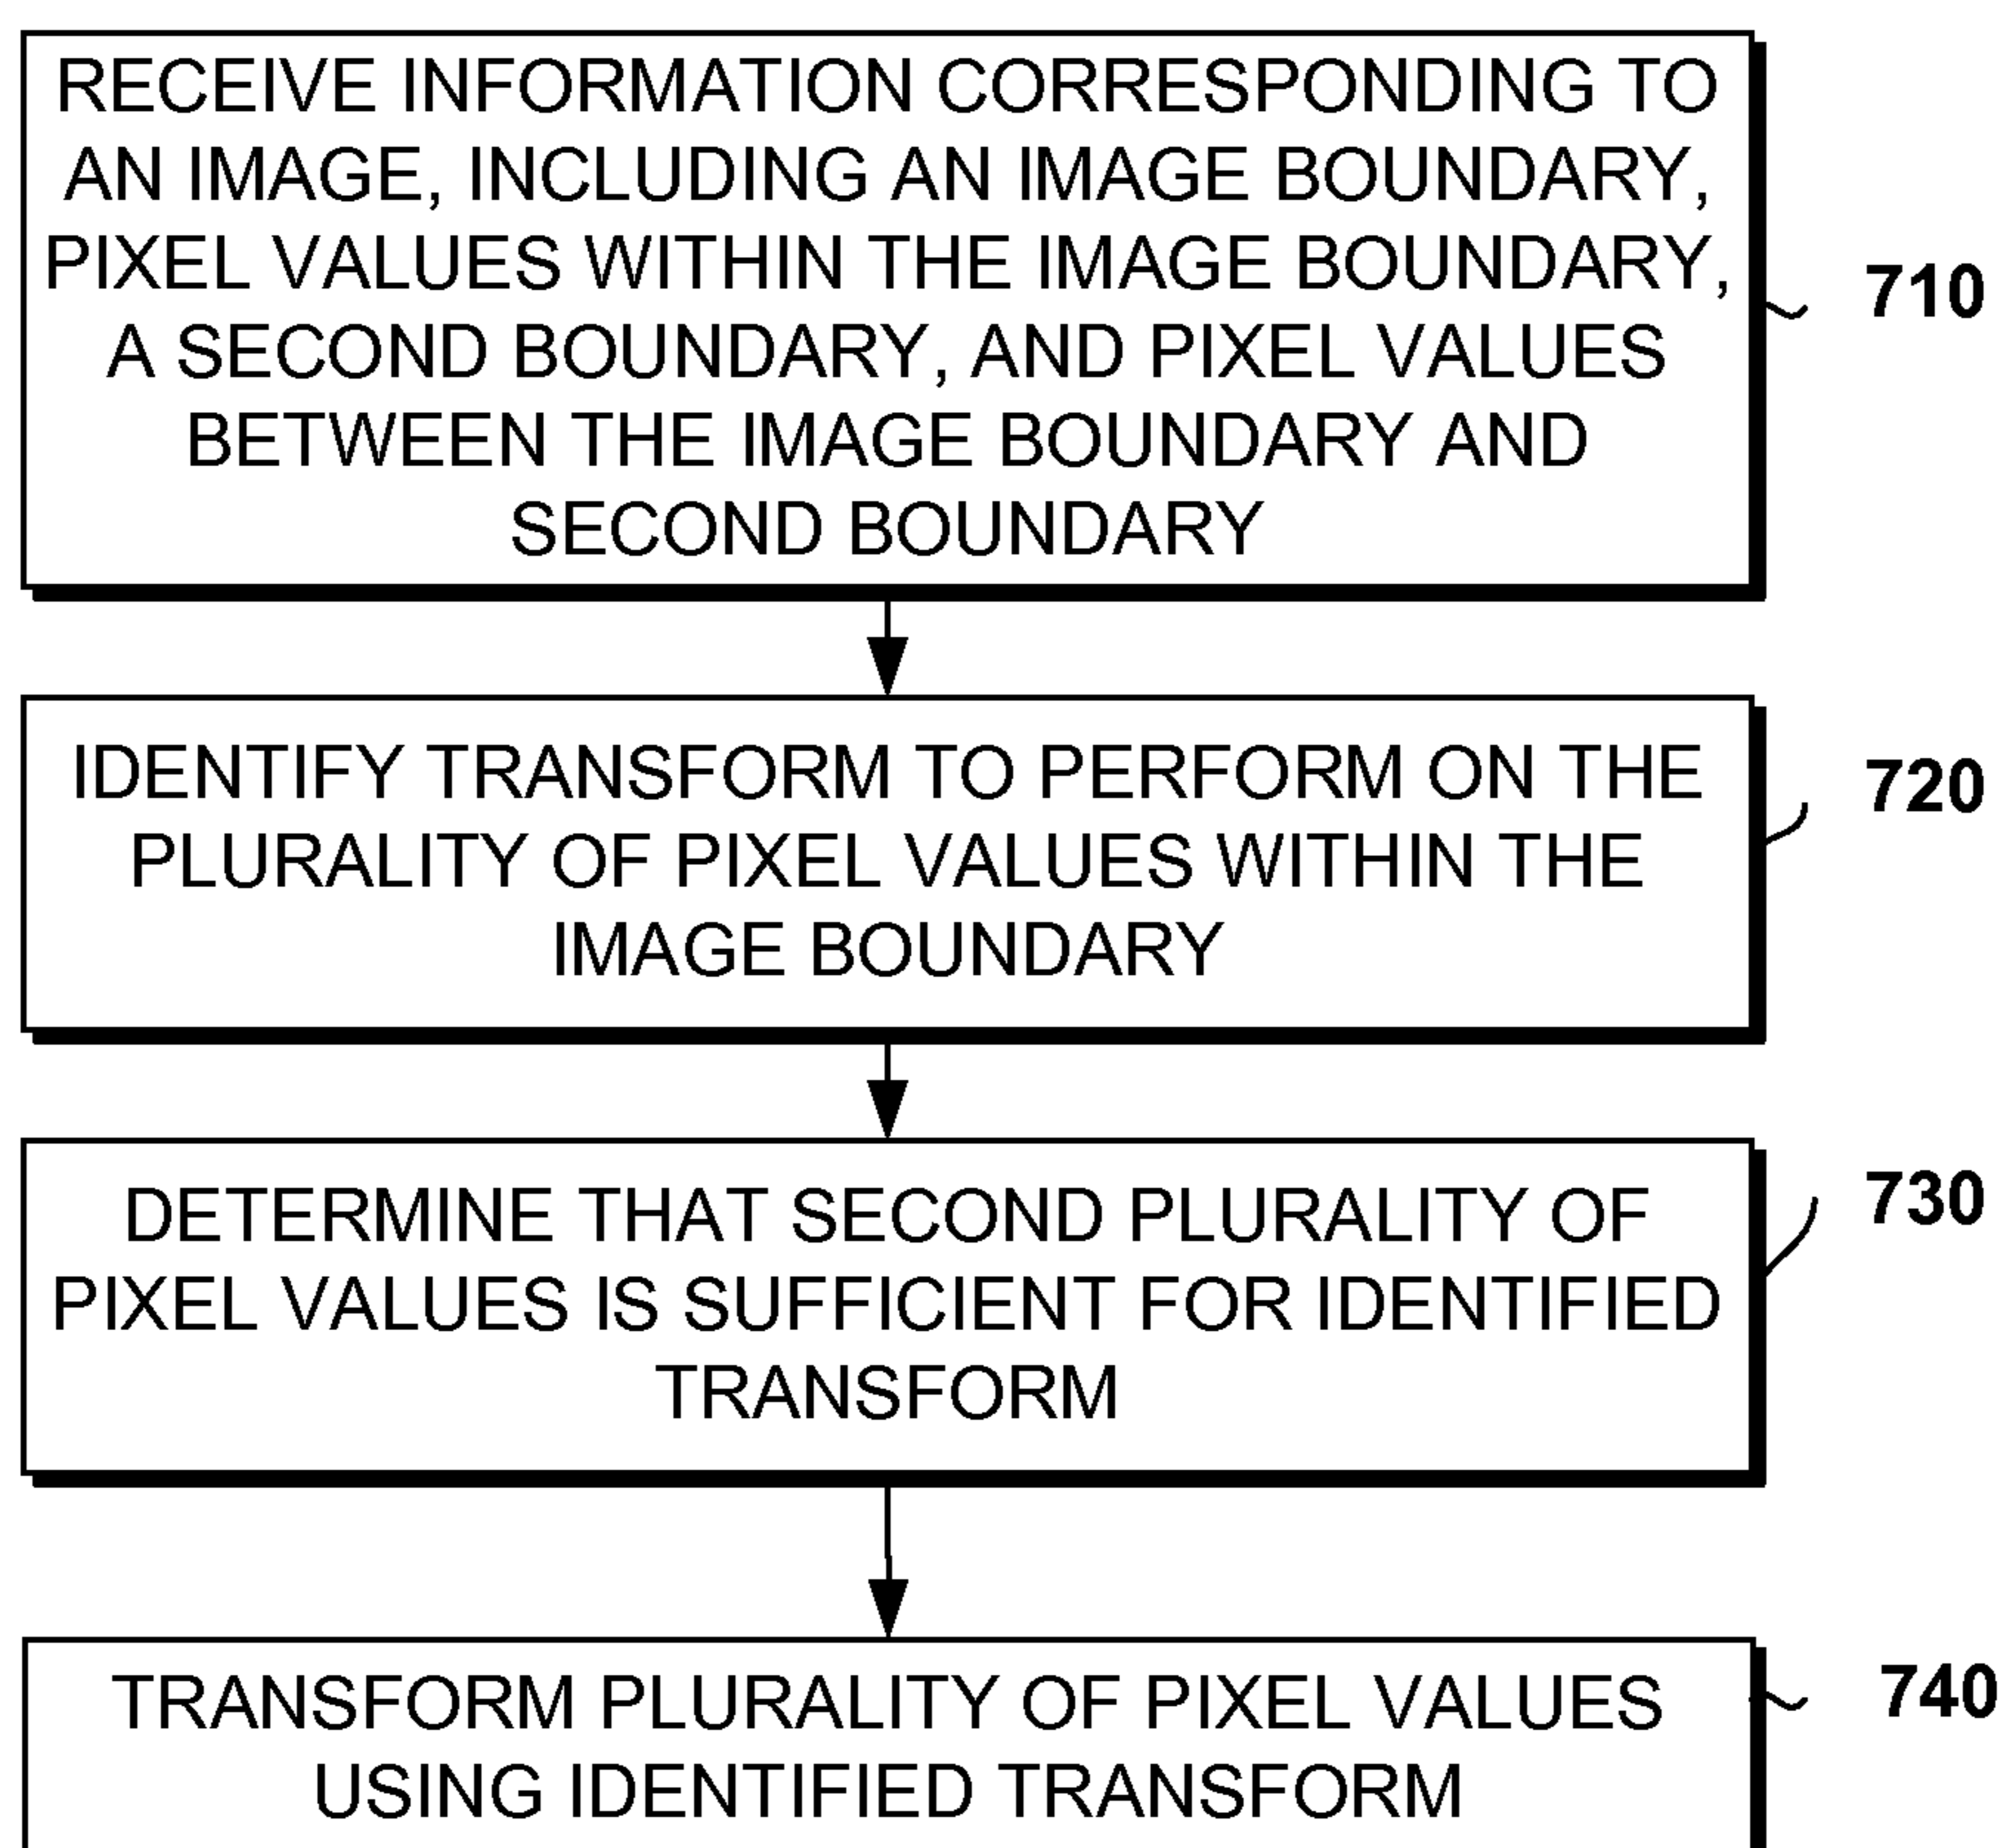 RECEIVE INFORMATION CORRESPONDING TO
AN IMAGE, INCLUDING AN IMAGE BOUNDARY,
PIXEL VALUES WITHIN THE IMAGE BOUNDARY,
A SECOND BOUNDARY, AND PIXEL VALUES
BETWEEN THE IMAGE BOUNDARY AND
SECOND BOUNDARY
710
IDENTIFY TRANSFORM TO PERFORM ON THE
PLURALITY OF PIXEL VALUES WITHIN THE
IMAGE BOUNDARY
720
DETERMINE THAT SECOND PLURALITY OF
PIXEL VALUES IS SUFFICIENT FOR IDENTIFIED
TRANSFORM
730
TRANSFORM PLURALITY OF PIXEL VALUES
USING IDENTIFIED TRANSFORM
740